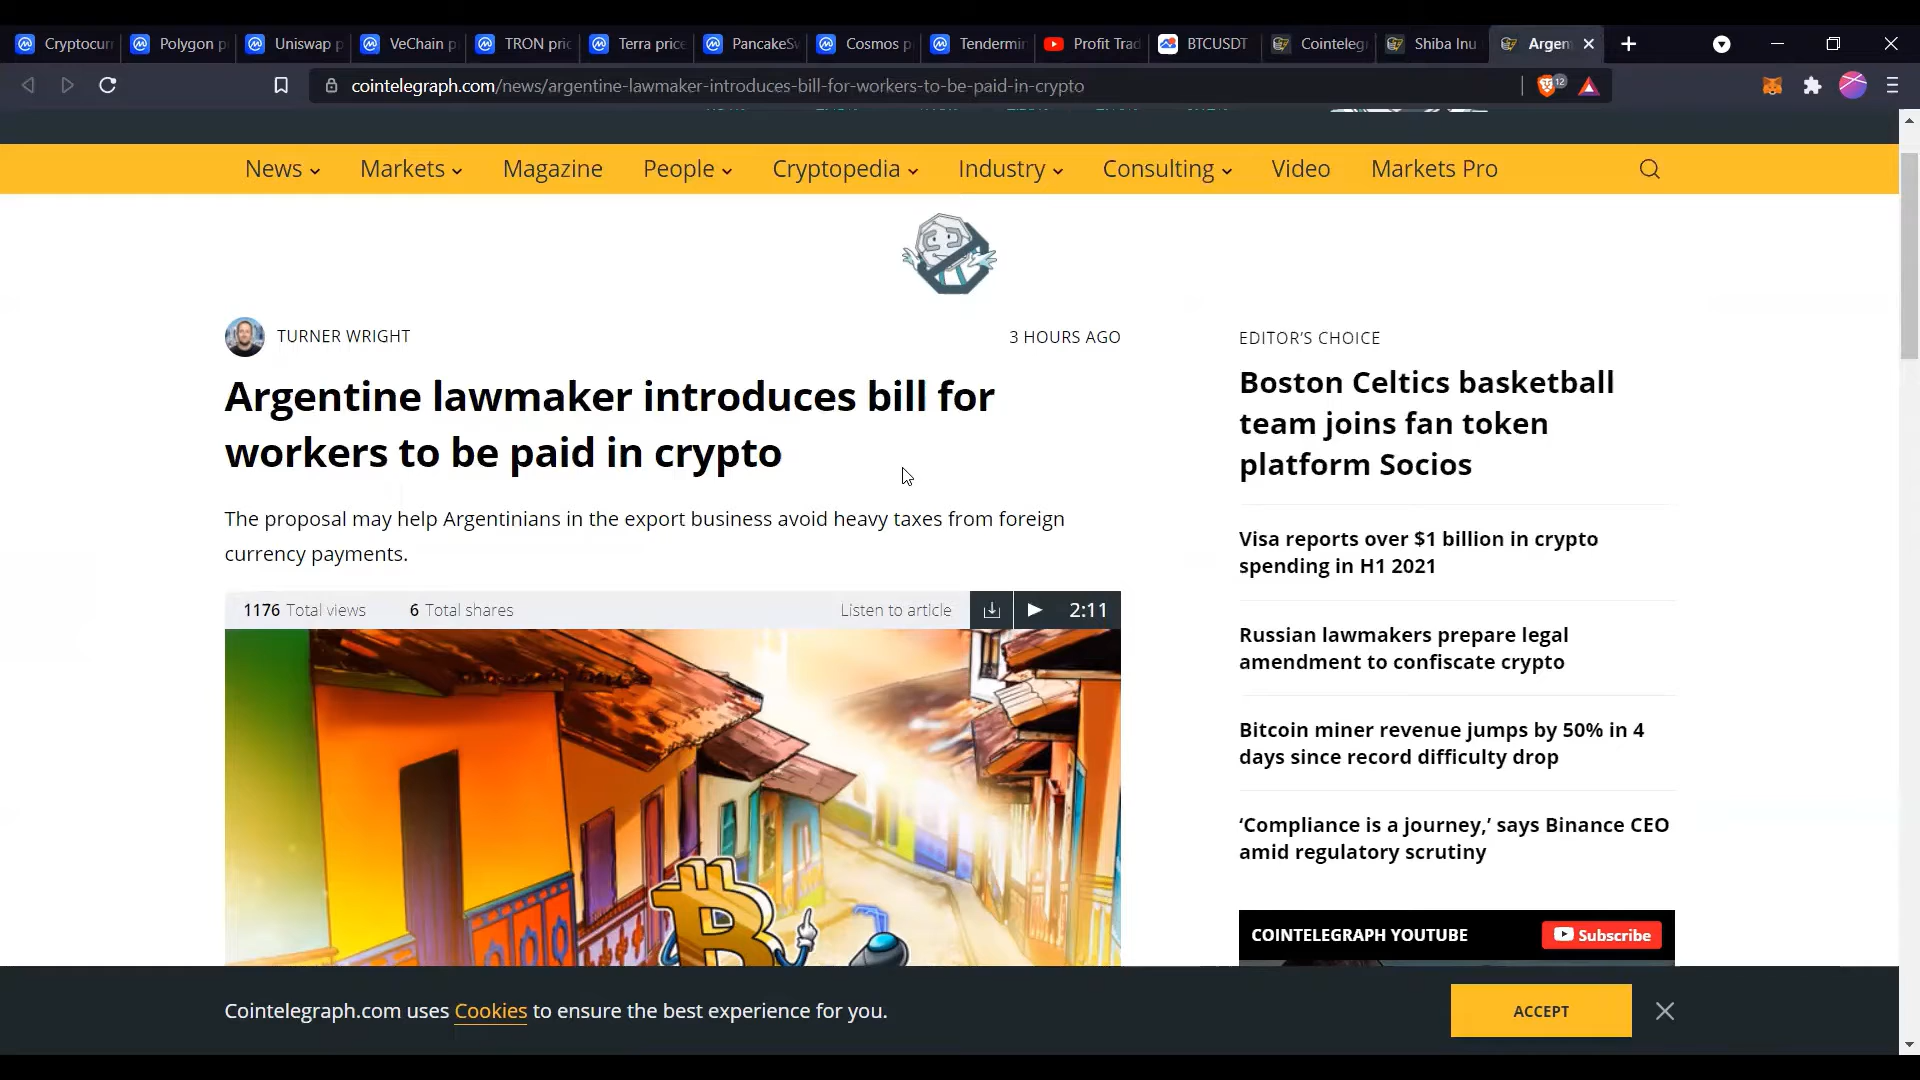 Cryptocur
Polygon p
Uniswap p
VeChain p
TRON pric
Terra price
PancakeSw
Cosmos p
Tendermin
Profit Trad
BTCUSDT
Cointeleg
Shiba Inu
Argen
cointelegraph.com/news/argentine-lawmaker-introduces-bill-for-workers-to-be-paid-in-crypto
12
News
Markets
Magazine
People
Cryptopedia
Industry
Consulting
Video
Markets Pro
TURNER WRIGHT
3 HOURS AGO
Argentine lawmaker introduces bill for
workers to be paid in crypto
The proposal may help Argentinians in the export business avoid heavy taxes from foreign
currency payments.
1176 Total views
6 Total shares
Listen to article
2:11
EDITOR’S CHOICE
Boston Celtics basketball
team joins fan token
platform Socios
Visa reports over $1 billion in crypto
spending in H1 2021
Russian lawmakers prepare legal
amendment to confiscate crypto
Bitcoin miner revenue jumps by 50% in 4
days since record difficulty drop
‘Compliance is a journey,’ says Binance CEO
amid regulatory scrutiny
COINTELEGRAPH YOUTUBE
Subscribe
Cointelegraph.com uses Cookies to ensure the best experience for you.
ACCEPT